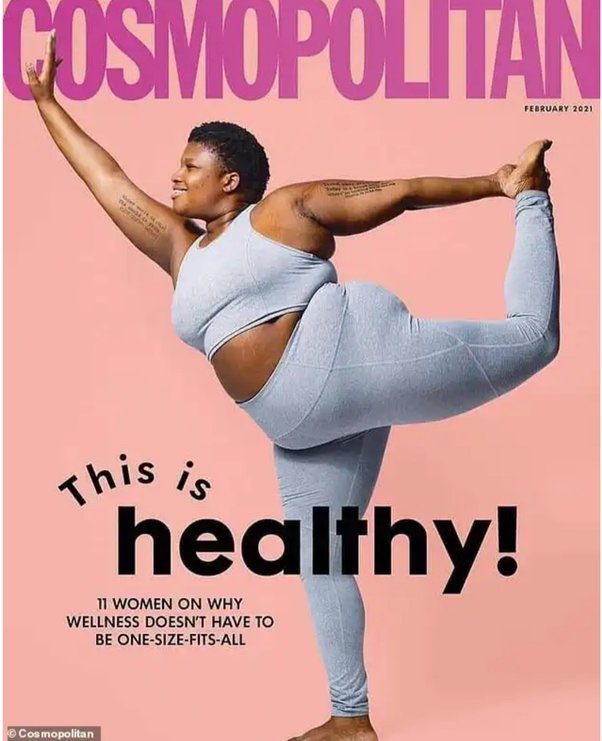 COSMOPOLITAN
FEBRUARY 2021
This is
healthy!
11 WOMEN ON WHY
WELLNESS DOESN'T HAVE TO
BE ONE-SIZE-FITS-ALL
© Cosmopolitan